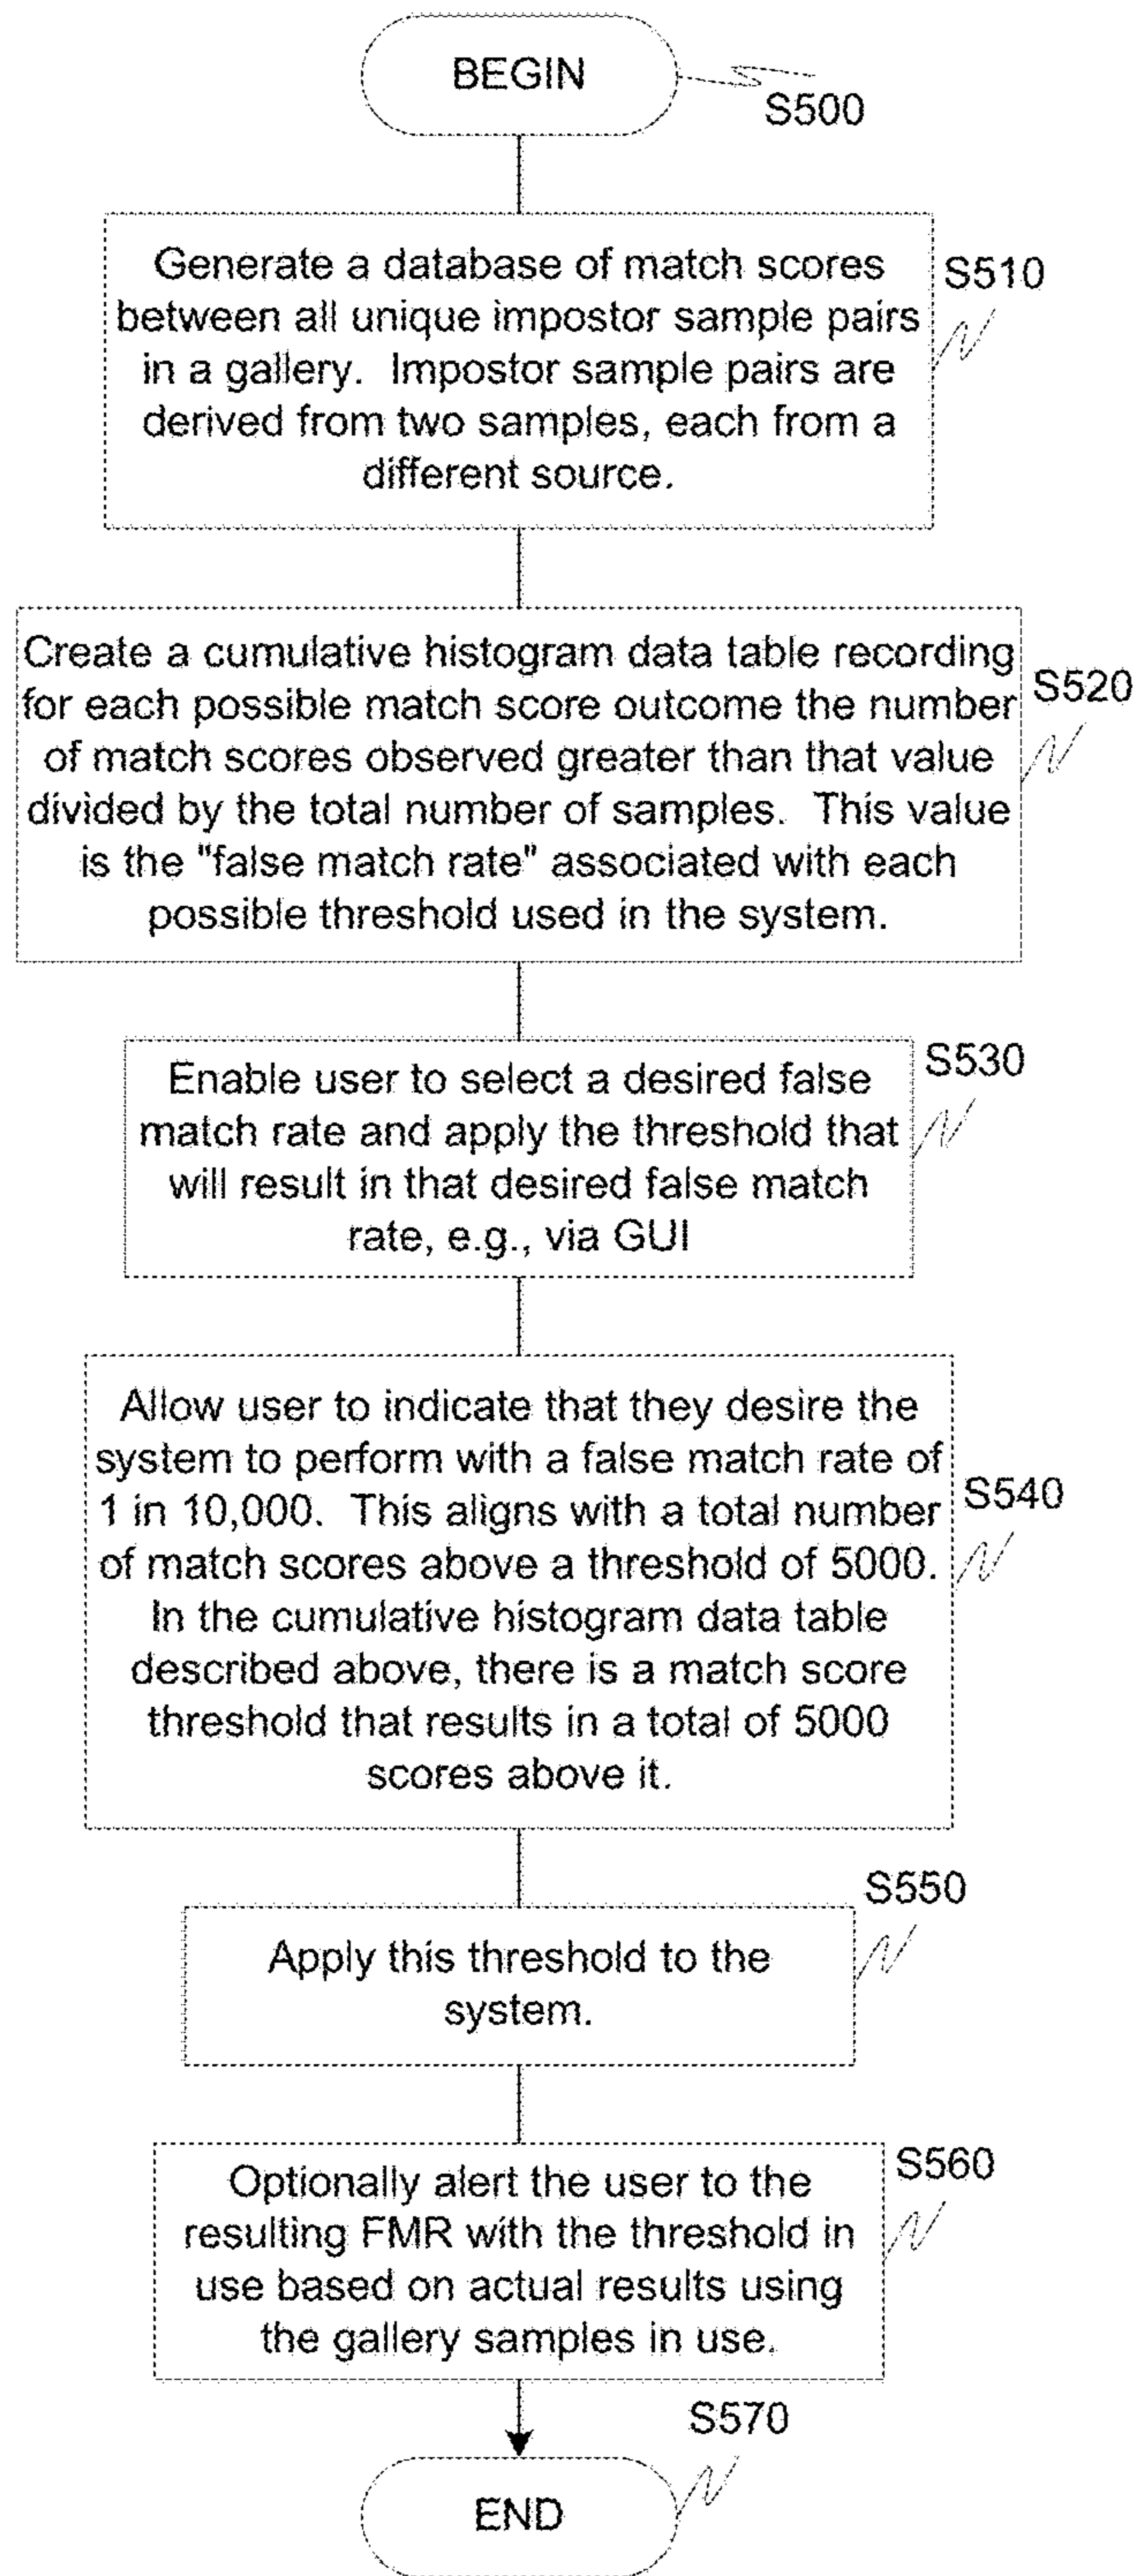 BEGIN
S500
Generate a database of match scores
between all unique impostor sample pairs
in a gallery. Impostor sample pairs are
derived from two samples, each from a
different source.
S510
Create a cumulative histogram data table recording
for each possible match score outcome the number
of match scores observed greater than that value
divided by the total number of samples. This value
is the "false match rate" associated with each
possible threshold used in the system.
S520
Enable user to select a desired false
match rate and apply the threshold that
will result in that desired false match
rate, e.g., via GUI
S530
Allow user to indicate that they desire the
system to perform with a false match rate of
1 in 10,000. This aligns with a total number
of match scores above a threshold of 5000.
In the cumulative histogram data table
described above, there is a match score
threshold that results in a total of 5000
scores above it.
S540
Apply this threshold to the
system.
S550
Optionally alert the user to the
resulting FMR with the threshold in
use based on actual results using
the gallery samples in use.
S560
END
S570